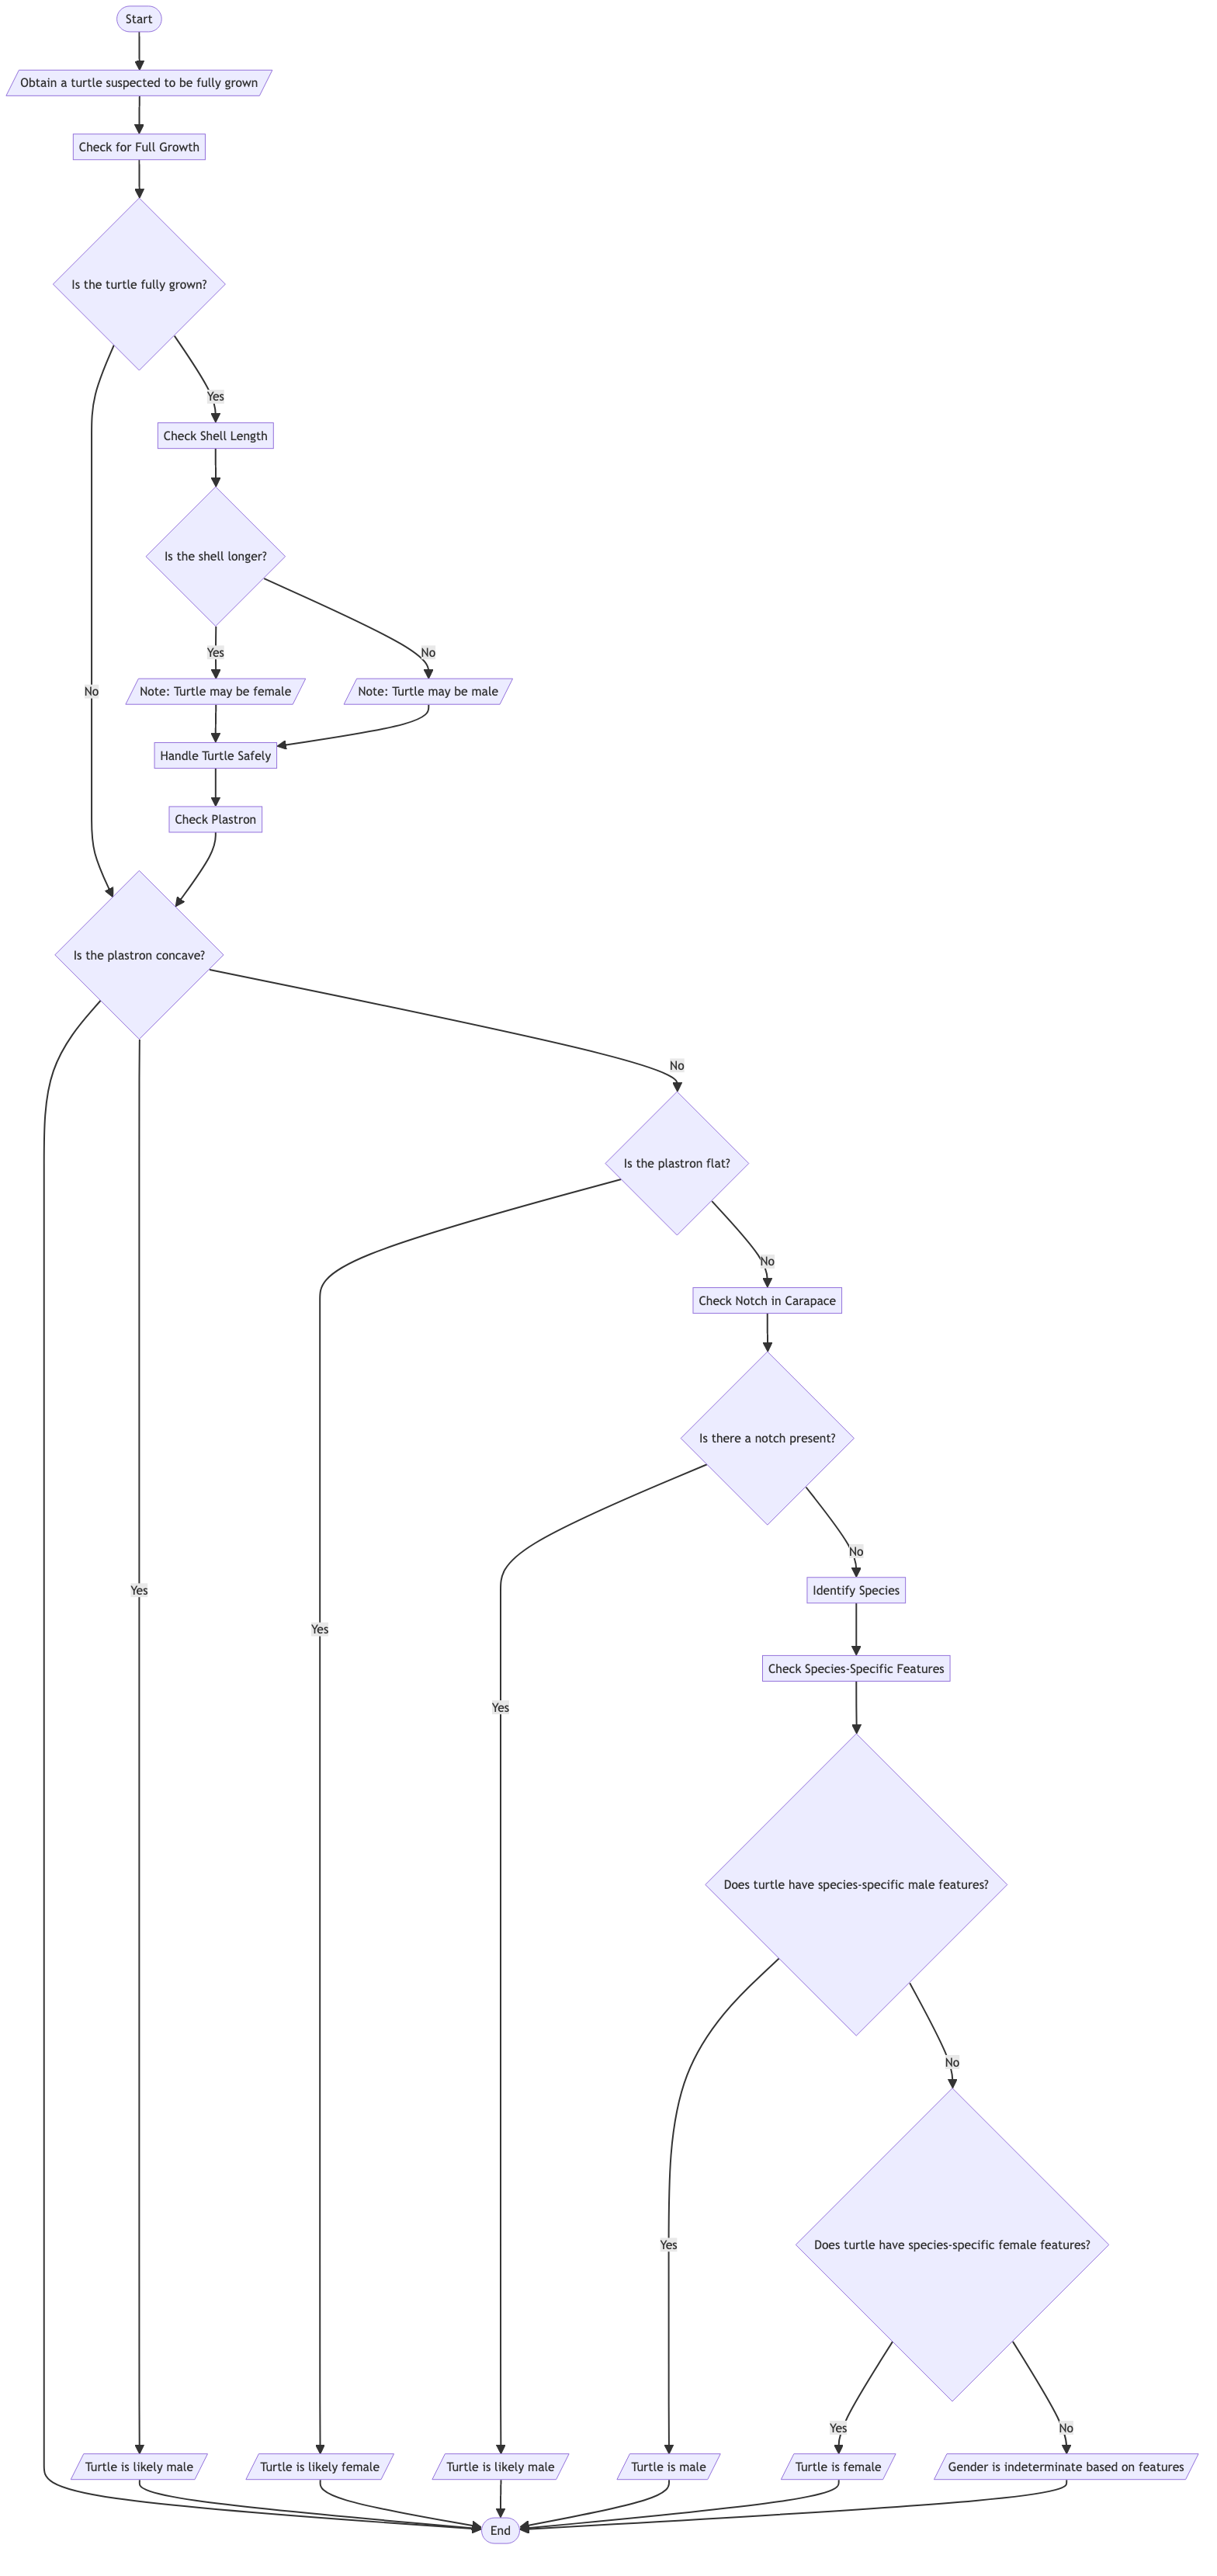 Start
Obtain a turtle suspected to be fully grown
Check for Full Growth
Is the turtle fully grown?
Yes
Check Shell Length
Is the shell longer?
Yes
No
No
Note: Turtle may be female
Note: Turtle may be male
Handle Turtle Safely
Check Plastron
Is the plastron concave?
No
Is the plastron flat?
No
Check Notch in Carapace
Is there a notch present?
No
Yes
Identify Species
Yes
Check Species-Specific Features
Yes
Does turtle have species-specific male features?
No
Yes
Does turtle have species-specific female features?
Yes
No
Turtle is likely male
Turtle is likely female
Turtle is likely male
Turtle is male
Turtle is female
Gender is indeterminate based on features
End